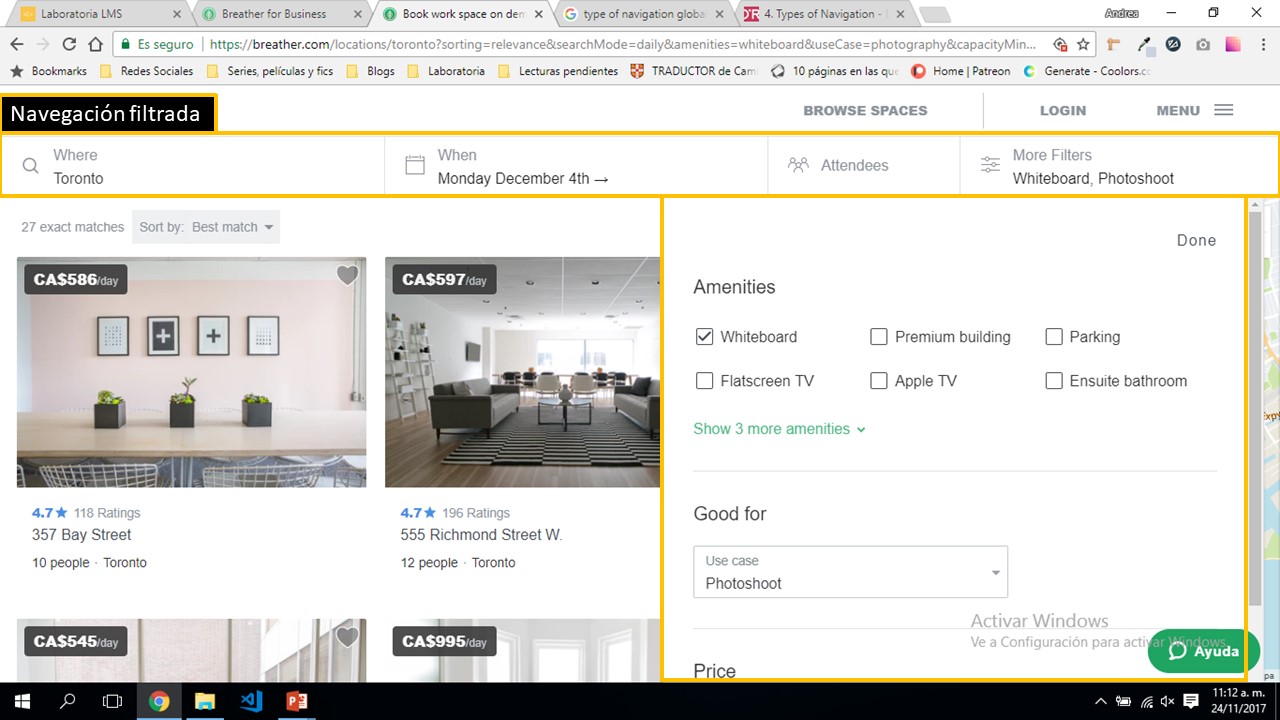 Laboratoria LMS
Breather for Business
Book work space on dem
type of navigation global
4. Types of Navigation -
Andrea
Es seguro
https://breather.com/locations/toronto?sorting=relevance&searchMode=daily&amenities=whiteboard&useCase=photography&capacityMin...
Bookmarks
Redes Sociales
Series, películas y fics
Blogs
Laboratoria
Lecturas pendientes
TRADUCTOR de Cam
10 páginas en las que
Home | Patreon
Generate - Coolors.co
Navegación filtrada
BROWSE SPACES
LOGIN
MENU
Where
Toronto
When
Monday December 4th →
Attendees
More Filters
Whiteboard, Photoshoot
27 exact matches
Sort by: Best match
CA$586/day
4.7★ 118 Ratings
357 Bay Street
10 people · Toronto
CA$597/day
4.7★ 196 Ratings
555 Richmond Street W.
12 people · Toronto
CA$545/day
CA$995/day
Done
Amenities
Whiteboard
Premium building
Parking
Flatscreen TV
Apple TV
Ensuite bathroom
Show 3 more amenities
Good for
Use case
Photoshoot
Price
Activar Windows
Ve a Configuración para activar Windows.
Ayuda
11:12 a. m.
24/11/2017